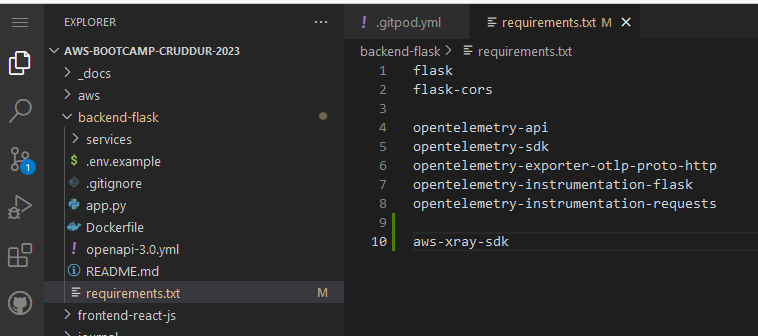 EXPLORER
...
AWS-BOOTCAMP-CRUDDUR-2023
_docs
aws
backend-flask
services
$ .env.example
.gitignore
app.py
Dockerfile
! openapi-3.0.yml
README.md
requirements.txt M
frontend-react-js
journal
1
! .gitpod.yml
requirements.txt M
backend-flask > requirements.txt
1 flask
2 flask-cors
3
4 opentelemetry-api
5 opentelemetry-sdk
6 opentelemetry-exporter-otlp-proto-http
7 opentelemetry-instrumentation-flask
8 opentelemetry-instrumentation-requests
9
10 aws-xray-sdk